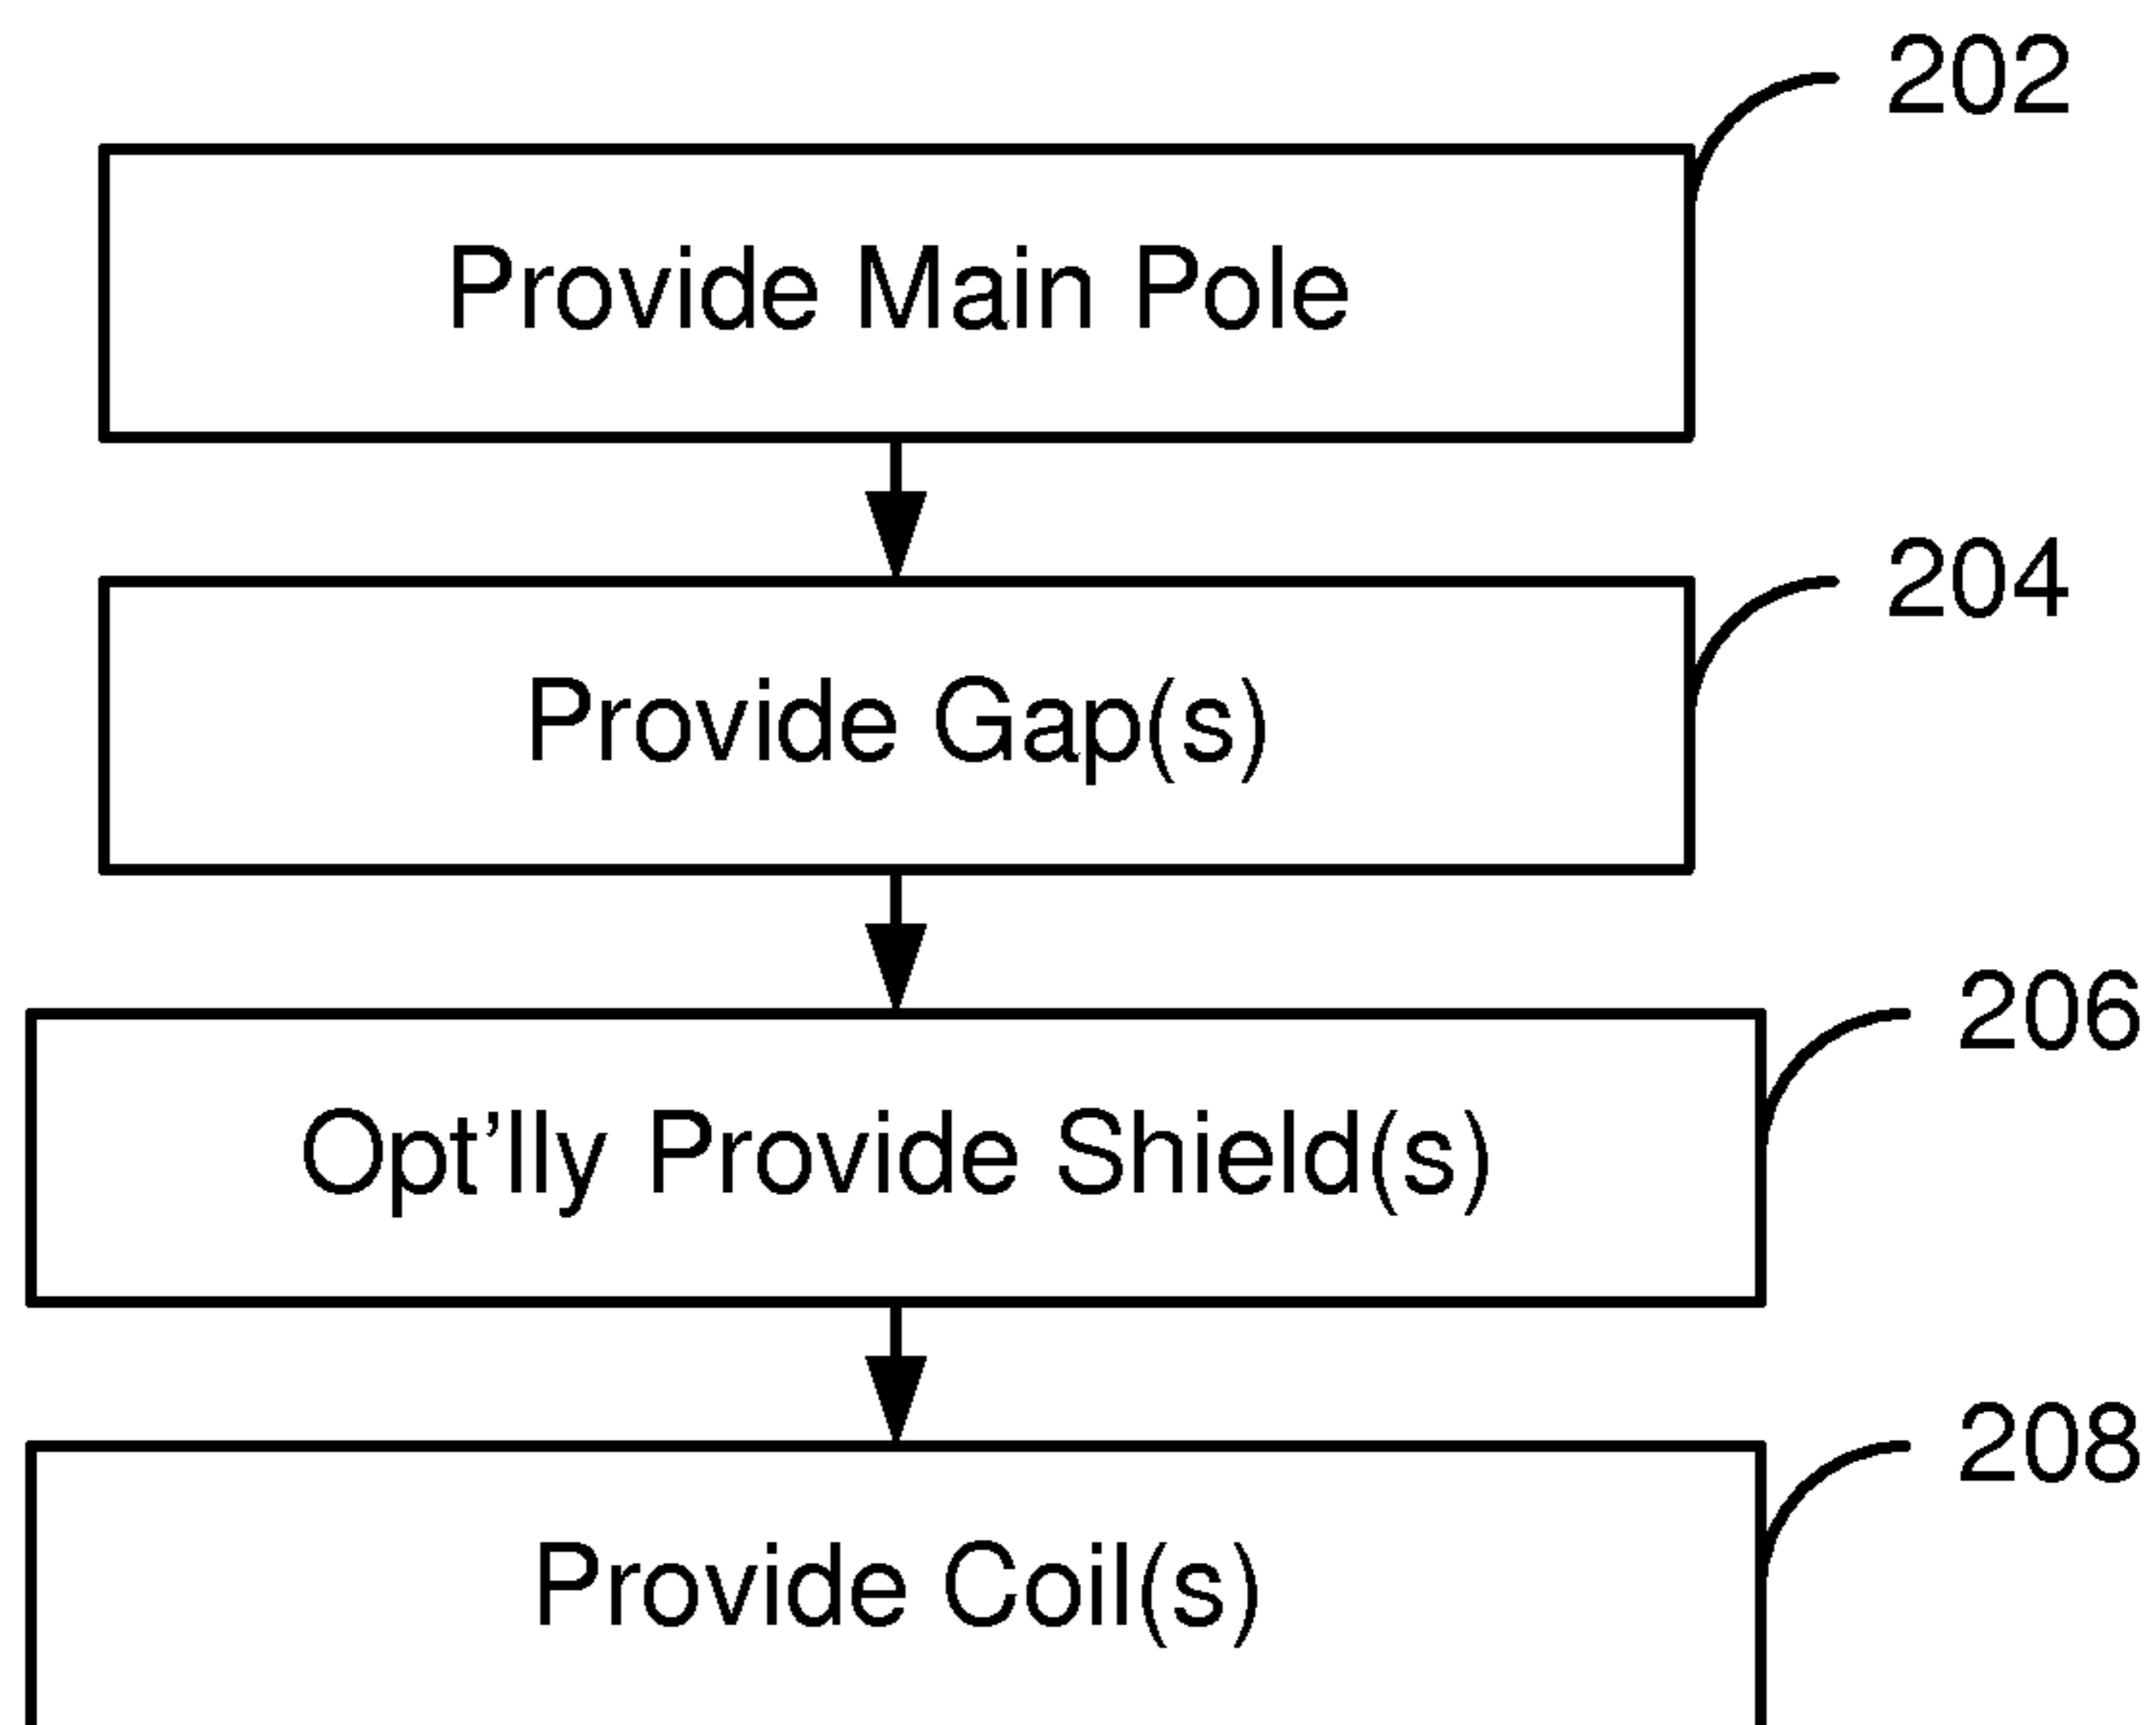 202
Provide Main Pole
204
Provide Gap(s)
206
Opt’lly Provide Shield(s)
208
Provide Coil(s)